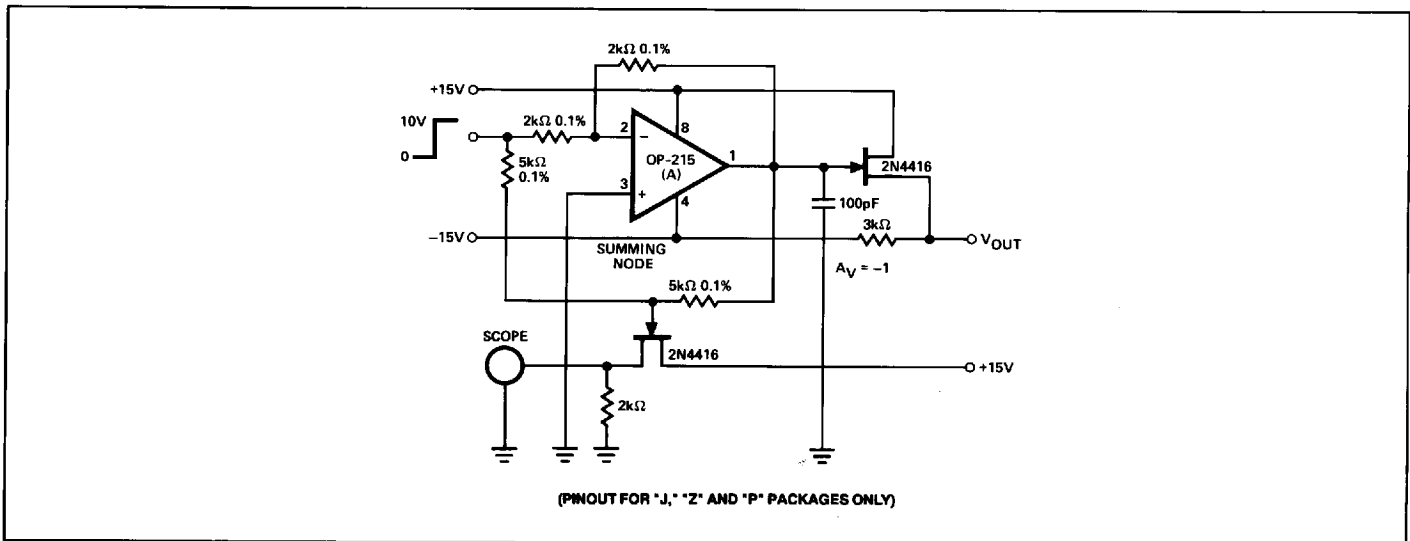 2kΩ 0.1%
+15V
10V
0
2kΩ 0.1%
5kΩ
0.1%
2
−
8
OP-215
(A)
1
3
+
4
2N4416
100pF
3kΩ
−15V
SUMMING
NODE
V_OUT
A_V = −1
5kΩ 0.1%
SCOPE
2N4416
+15V
2kΩ
(PINOUT FOR "J," "Z" AND "P" PACKAGES ONLY)